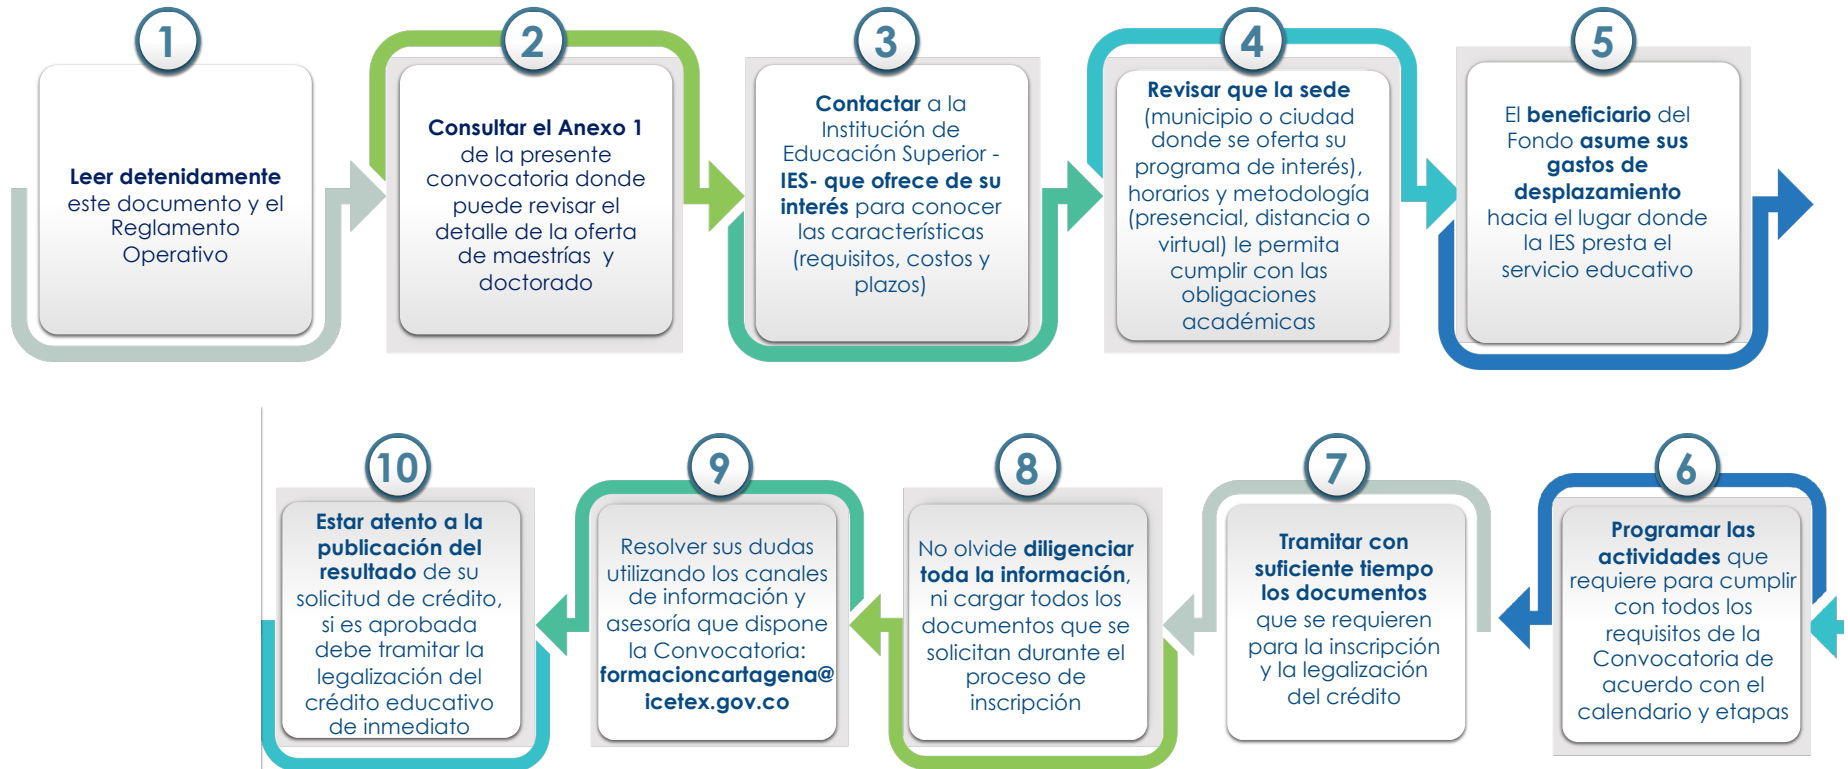 1
Leer detenidamente
este documento y el
Reglamento
Operativo
2
Consultar el Anexo 1
de la presente
convocatoria donde
puede revisar el
detalle de la oferta
de maestrías y
doctorado
3
Contactar a la
Institución de
Educación Superior -
IES- que ofrece de su
interés para conocer
las características
(requisitos, costos y
plazos)
4
Revisar que la sede
(municipio o ciudad
donde se oferta su
programa de interés),
horarios y metodología
(presencial, distancia o
virtual) le permita
cumplir con las
obligaciones
académicas
5
El beneficiario del
Fondo asume sus
gastos de
desplazamiento
hacia el lugar donde
la IES presta el
servicio educativo
6
Programar las
actividades que
requiere para cumplir
con todos los
requisitos de la
Convocatoria de
acuerdo con el
calendario y etapas
7
Tramitar con
suficiente tiempo
los documentos
que se requieren
para la inscripción
y la legalización
del crédito
8
No olvide diligenciar
toda la información,
ni cargar todos los
documentos que se
solicitan durante el
proceso de
inscripción
9
Resolver sus dudas
utilizando los canales
de información y
asesoría que dispone
la Convocatoria:
formacioncartagena@
icetex.gov.co
10
Estar atento a la
publicación del
resultado de su
solicitud de crédito,
si es aprobada
debe tramitar la
legalización del
crédito educativo
de inmediato